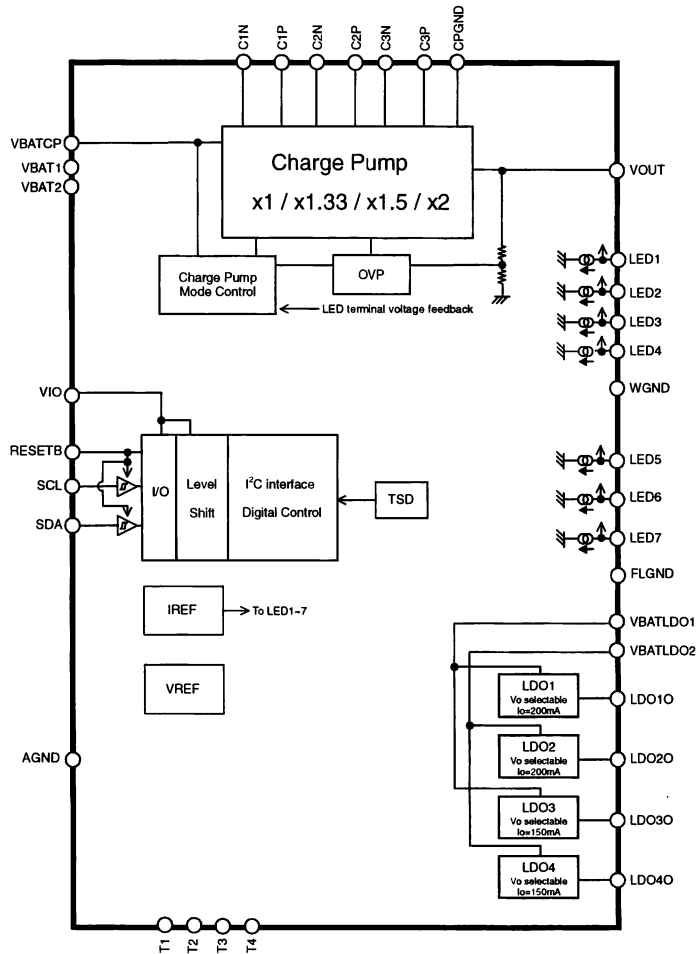 C1N
C1P
C2N
C2P
C3N
C3P
CPGND
VBATCP
VBAT1
VBAT2
Charge Pump
x1 / x1.33 / x1.5 / x2
VOUT
Charge Pump
Mode Control
OVP
LED terminal voltage feedback
LED1
LED2
LED3
LED4
WGND
VIO
RESETB
SCL
SDA
I/O
Level
Shift
I²C interface
Digital Control
TSD
LED5
LED6
LED7
FLGND
IREF
To LED1~7
VREF
VBATLDO1
VBATLDO2
LDO1
Vo selectable
Io=200mA
LDO1O
LDO2
Vo selectable
Io=200mA
LDO2O
LDO3
Vo selectable
Io=150mA
LDO3O
LDO4
Vo selectable
Io=150mA
LDO4O
AGND
T1
T2
T3
T4